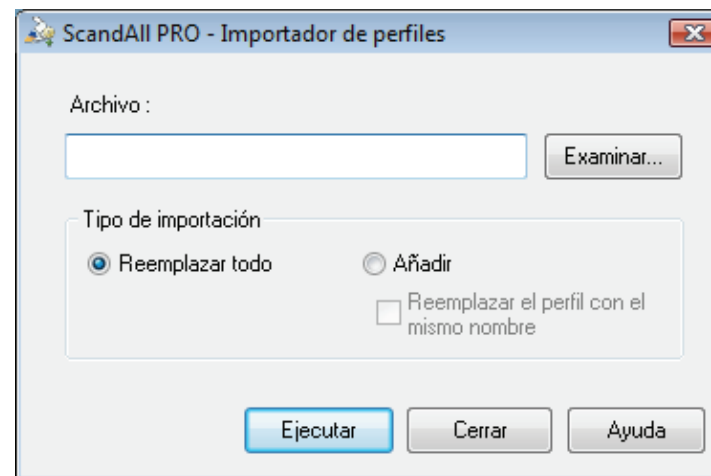 ScandAll PRO - Importador de perfiles
Archivo :
Examinar...
Tipo de importación
Reemplazar todo
Añadir
Reemplazar el perfil con el
mismo nombre
Ejecutar
Cerrar
Ayuda